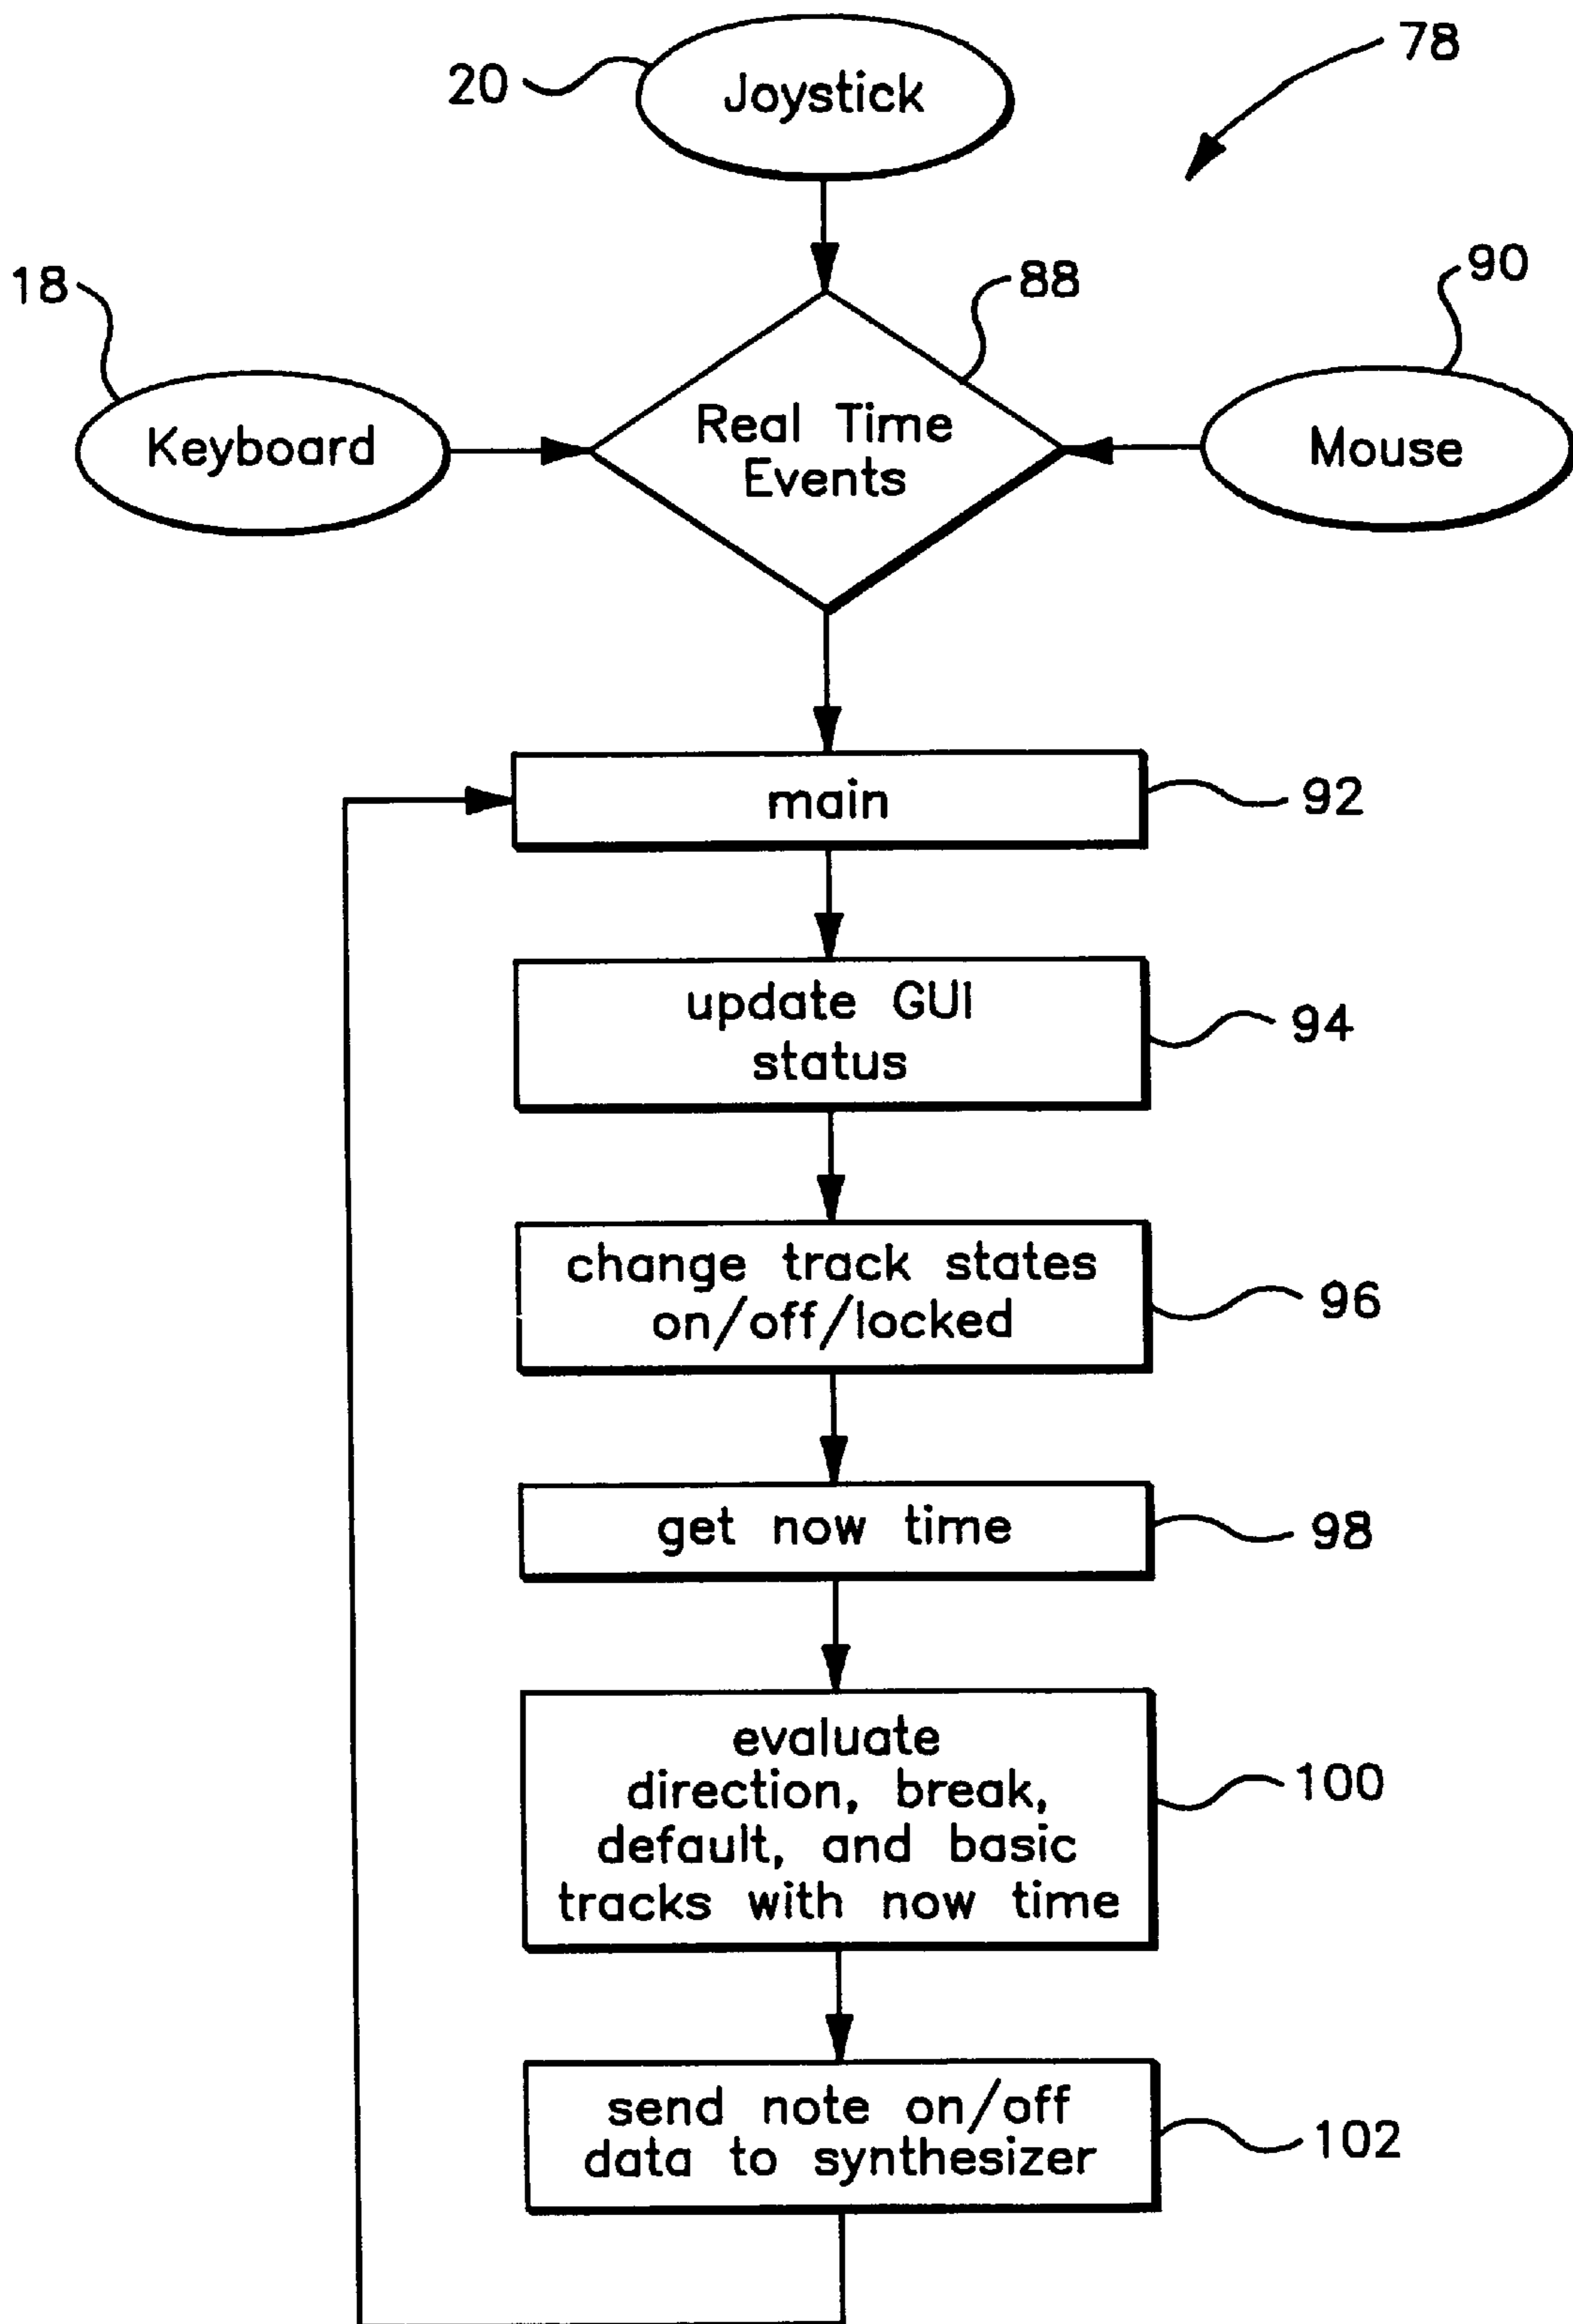 78
20
Joystick
18
88
90
Keyboard
Real Time
Events
Mouse
main
92
update GUI
status
94
change track states
on/off/locked
96
get now time
98
evaluate
direction, break,
default, and basic
tracks with now time
100
send note on/off
data to synthesizer
102